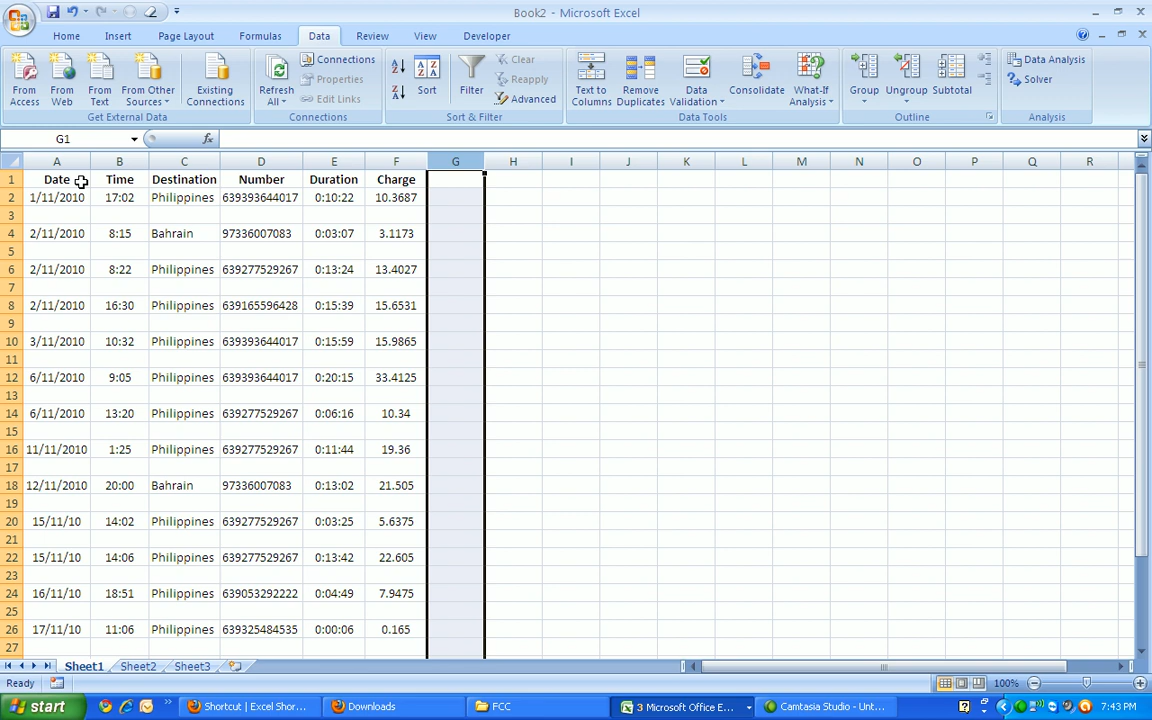 Book2 - Microsoft Excel
Home Insert Page Layout Formulas Data Review View Developer
From Access
From Web
From Text
From Other Sources
Existing Connections
Get External Data
Refresh All
Connections
Properties
Edit Links
Connections
Sort
Filter
Clear
Reapply
Advanced
Sort & Filter
Text to Columns
Remove Duplicates
Data Validation
Consolidate
What-If Analysis
Data Tools
Group
Ungroup
Subtotal
Outline
Data Analysis
Solver
Analysis
G1 fx
A B C D E F G H I J K L M N O P Q R
1 Date Time Destination Number Duration Charge
2 1/11/2010 17:02 Philippines 639393644017 0:10:22 10.3687
3
4 2/11/2010 8:15 Bahrain 97336007083 0:03:07 3.1173
5
6 2/11/2010 8:22 Philippines 639277529267 0:13:24 13.4027
7
8 2/11/2010 16:30 Philippines 639165596428 0:15:39 15.6531
9
10 3/11/2010 10:32 Philippines 639393644017 0:15:59 15.9865
11
12 6/11/2010 9:05 Philippines 639393644017 0:20:15 33.4125
13
14 6/11/2010 13:20 Philippines 639277529267 0:06:16 10.34
15
16 11/11/2010 1:25 Philippines 639277529267 0:11:44 19.36
17
18 12/11/2010 20:00 Bahrain 97336007083 0:13:02 21.505
19
20 15/11/10 14:02 Philippines 639277529267 0:03:25 5.6375
21
22 15/11/10 14:06 Philippines 639277529267 0:13:42 22.605
23
24 16/11/10 18:51 Philippines 639053292222 0:04:49 7.9475
25
26 17/11/10 11:06 Philippines 639325484535 0:00:06 0.165
27
Sheet1 Sheet2 Sheet3
Ready 100%
start Shortcut | Excel Shor... Downloads FCC 3 Microsoft Office E... Camtasia Studio - Unt... 7:43 PM